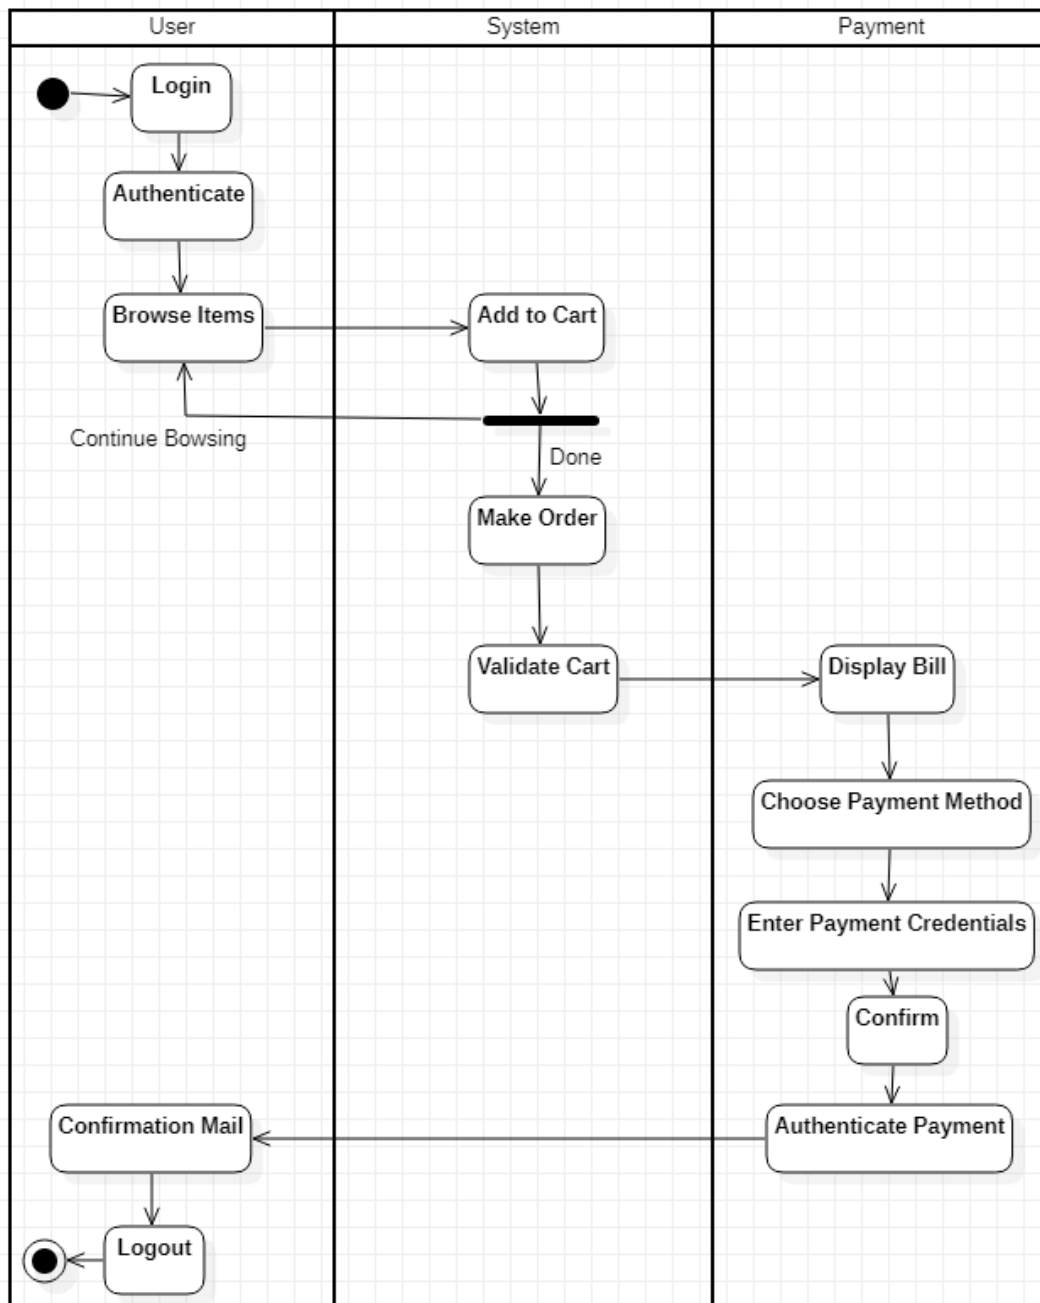 User
System
Payment
Login
Authenticate
Browse Items
Add to Cart
Continue Bowsing
Done
Make Order
Validate Cart
Display Bill
Choose Payment Method
Enter Payment Credentials
Confirm
Authenticate Payment
Confirmation Mail
Logout